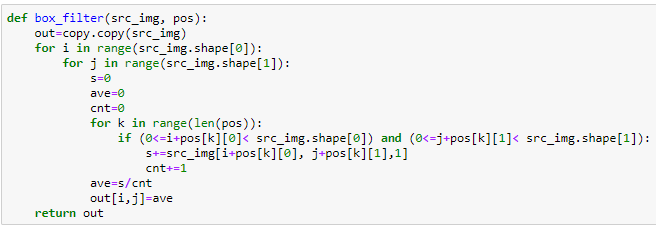 def box_filter(src_img, pos):
    out=copy.copy(src_img)
    for i in range(src_img.shape[0]):
        for j in range(src_img.shape[1]):
            s=0
            ave=0
            cnt=0
            for k in range(len(pos)):
                if (0<=i+pos[k][0]< src_img.shape[0]) and (0<=j+pos[k][1]< src_img.shape[1]):
                    s+=src_img[i+pos[k][0], j+pos[k][1],1]
                    cnt+=1
            ave=s/cnt
            out[i,j]=ave
    return out